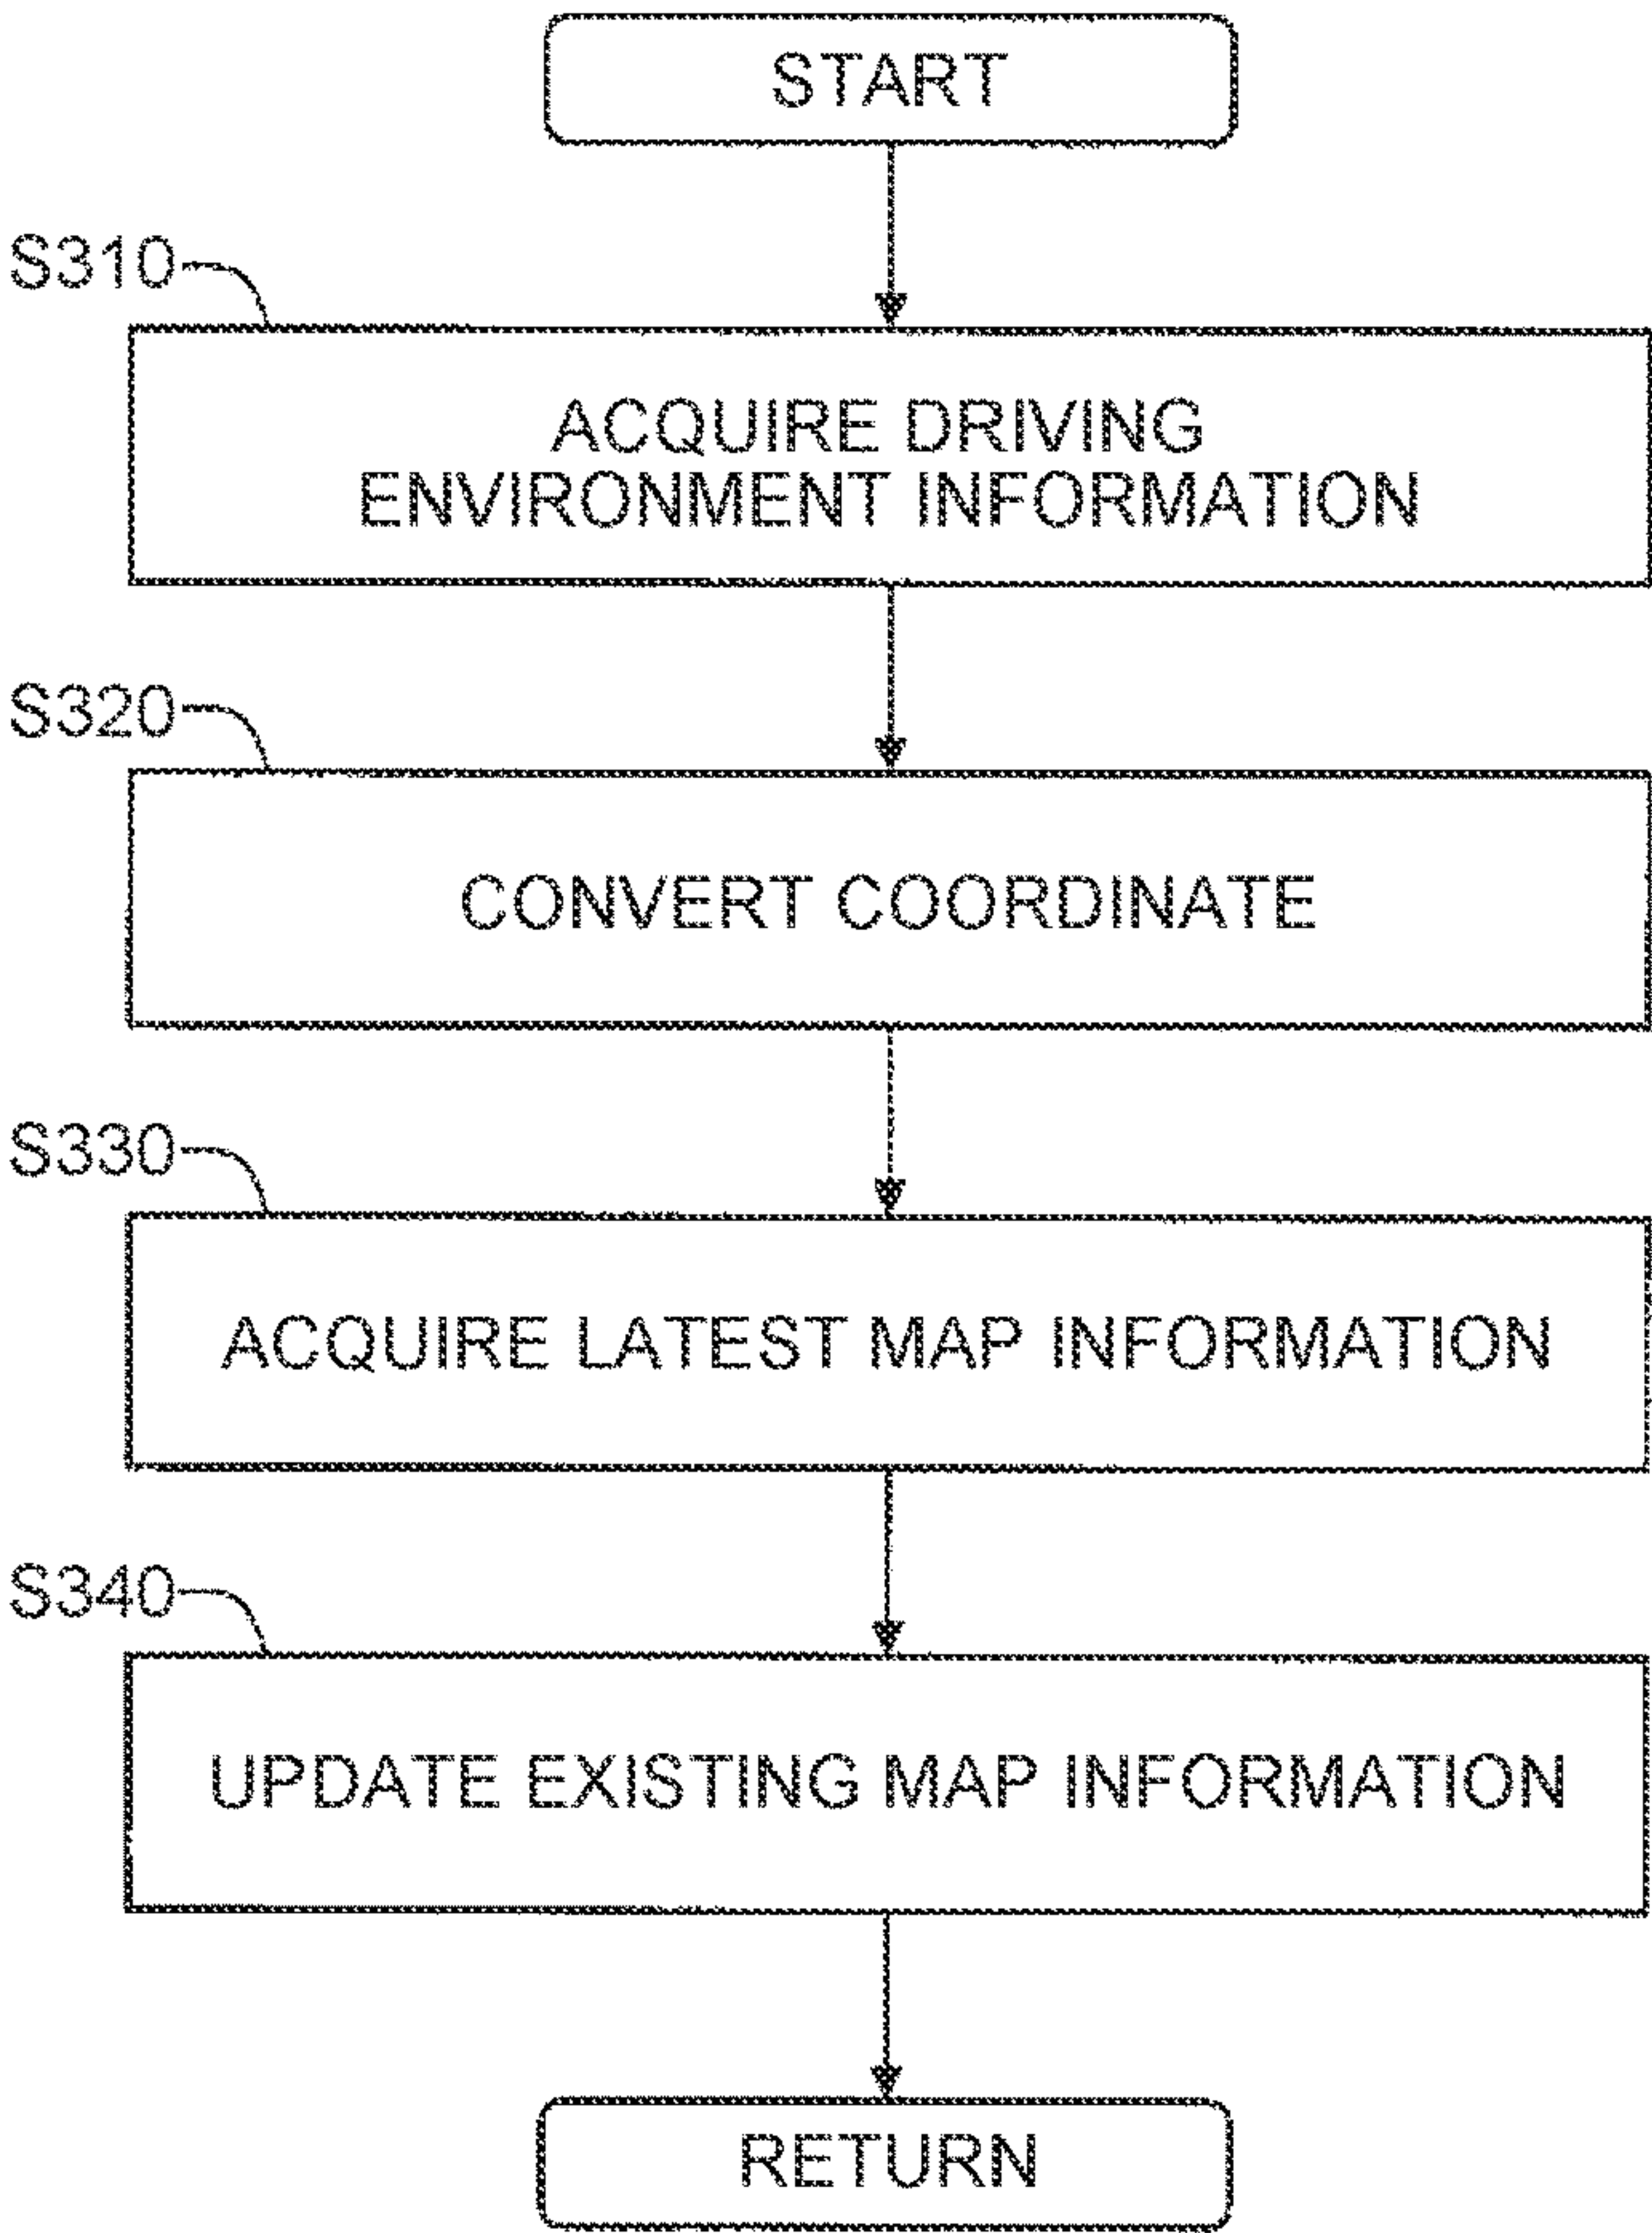 START
S310
ACQUIRE DRIVING
ENVIRONMENT INFORMATION
S320
CONVERT COORDINATE
S330
ACQUIRE LATEST MAP INFORMATION
S340
UPDATE EXISTING MAP INFORMATION
RETURN